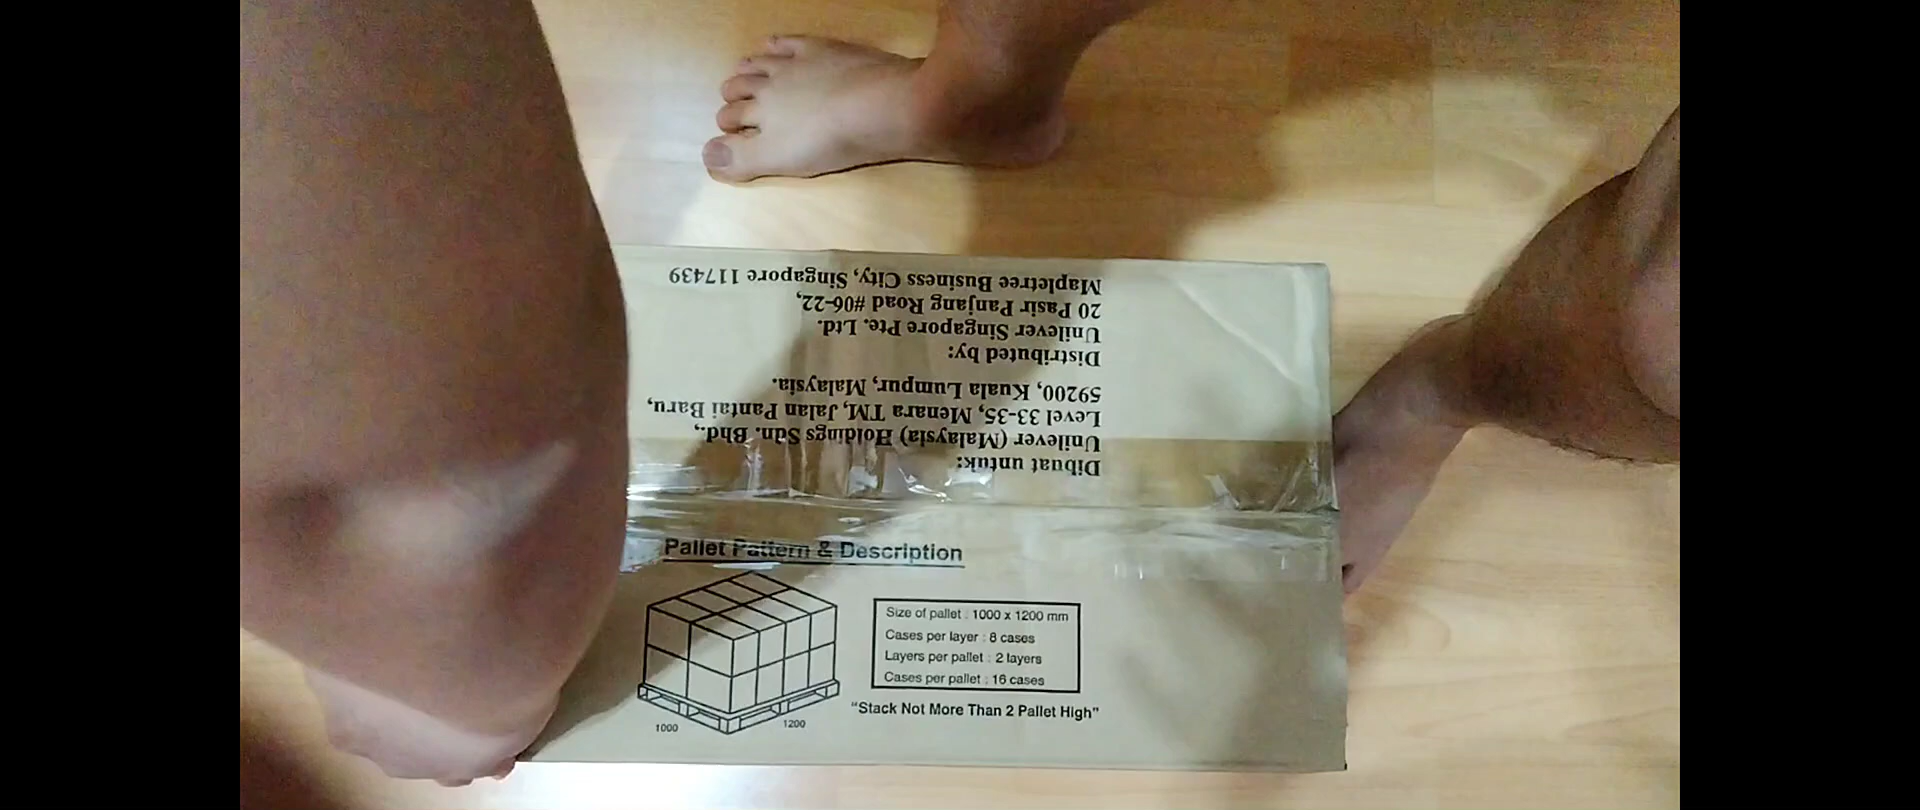 Dibuat untuk:
Unilever (Malaysia) Holdings Sdn. Bhd.,
Level 33-35, Menara TM, Jalan Pantai Baru,
59200, Kuala Lumpur, Malaysia.
Distributed by:
Unilever Singapore Pte. Ltd.
20 Pasir Panjang Road #06-22,
Mapletree Business City, Singapore 117439
Pallet Pattern & Description
Size of pallet : 1000 x 1200 mm
Cases per layer : 8 cases
Layers per pallet : 2 layers
Cases per pallet : 16 cases
"Stack Not More Than 2 Pallet High"
1000
1200